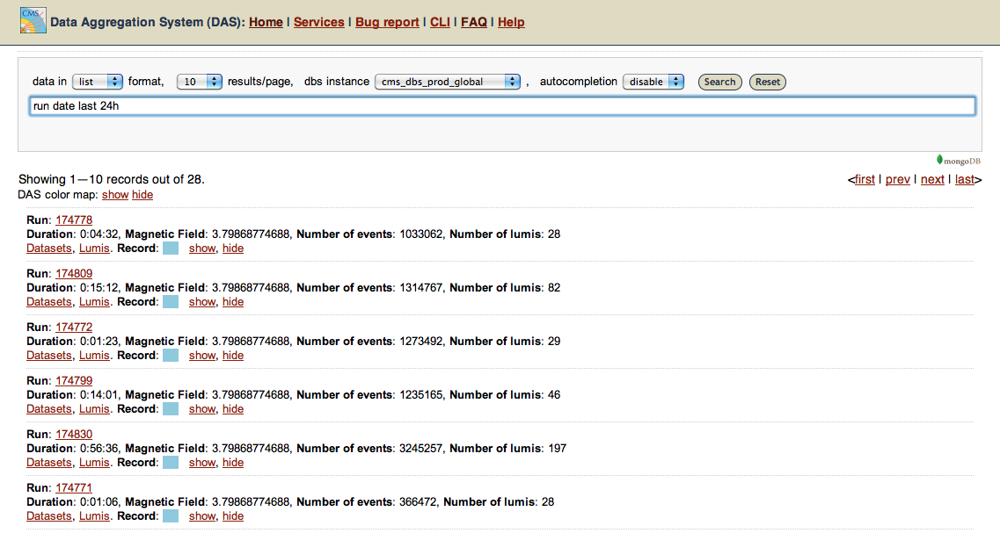 CMS
Data Aggregation System (DAS): Home | Services | Bug report | CLI | FAQ | Help
data in list format, 10 results/page, dbs instance cms_dbs_prod_global , autocompletion disable Search Reset
run date last 24h
mongoDB
Showing 1—10 records out of 28. <first | prev | next | last>
DAS color map: show hide
Run: 174778
Duration: 0:04:32, Magnetic Field: 3.79868774688, Number of events: 1033062, Number of lumis: 28
Datasets, Lumis. Record: show, hide
Run: 174809
Duration: 0:15:12, Magnetic Field: 3.79868774688, Number of events: 1314767, Number of lumis: 82
Datasets, Lumis. Record: show, hide
Run: 174772
Duration: 0:01:23, Magnetic Field: 3.79868774688, Number of events: 1273492, Number of lumis: 29
Datasets, Lumis. Record: show, hide
Run: 174799
Duration: 0:14:01, Magnetic Field: 3.79868774688, Number of events: 1235165, Number of lumis: 46
Datasets, Lumis. Record: show, hide
Run: 174830
Duration: 0:56:36, Magnetic Field: 3.79868774688, Number of events: 3245257, Number of lumis: 197
Datasets, Lumis. Record: show, hide
Run: 174771
Duration: 0:01:06, Magnetic Field: 3.79868774688, Number of events: 366472, Number of lumis: 28
Datasets, Lumis. Record: show, hide